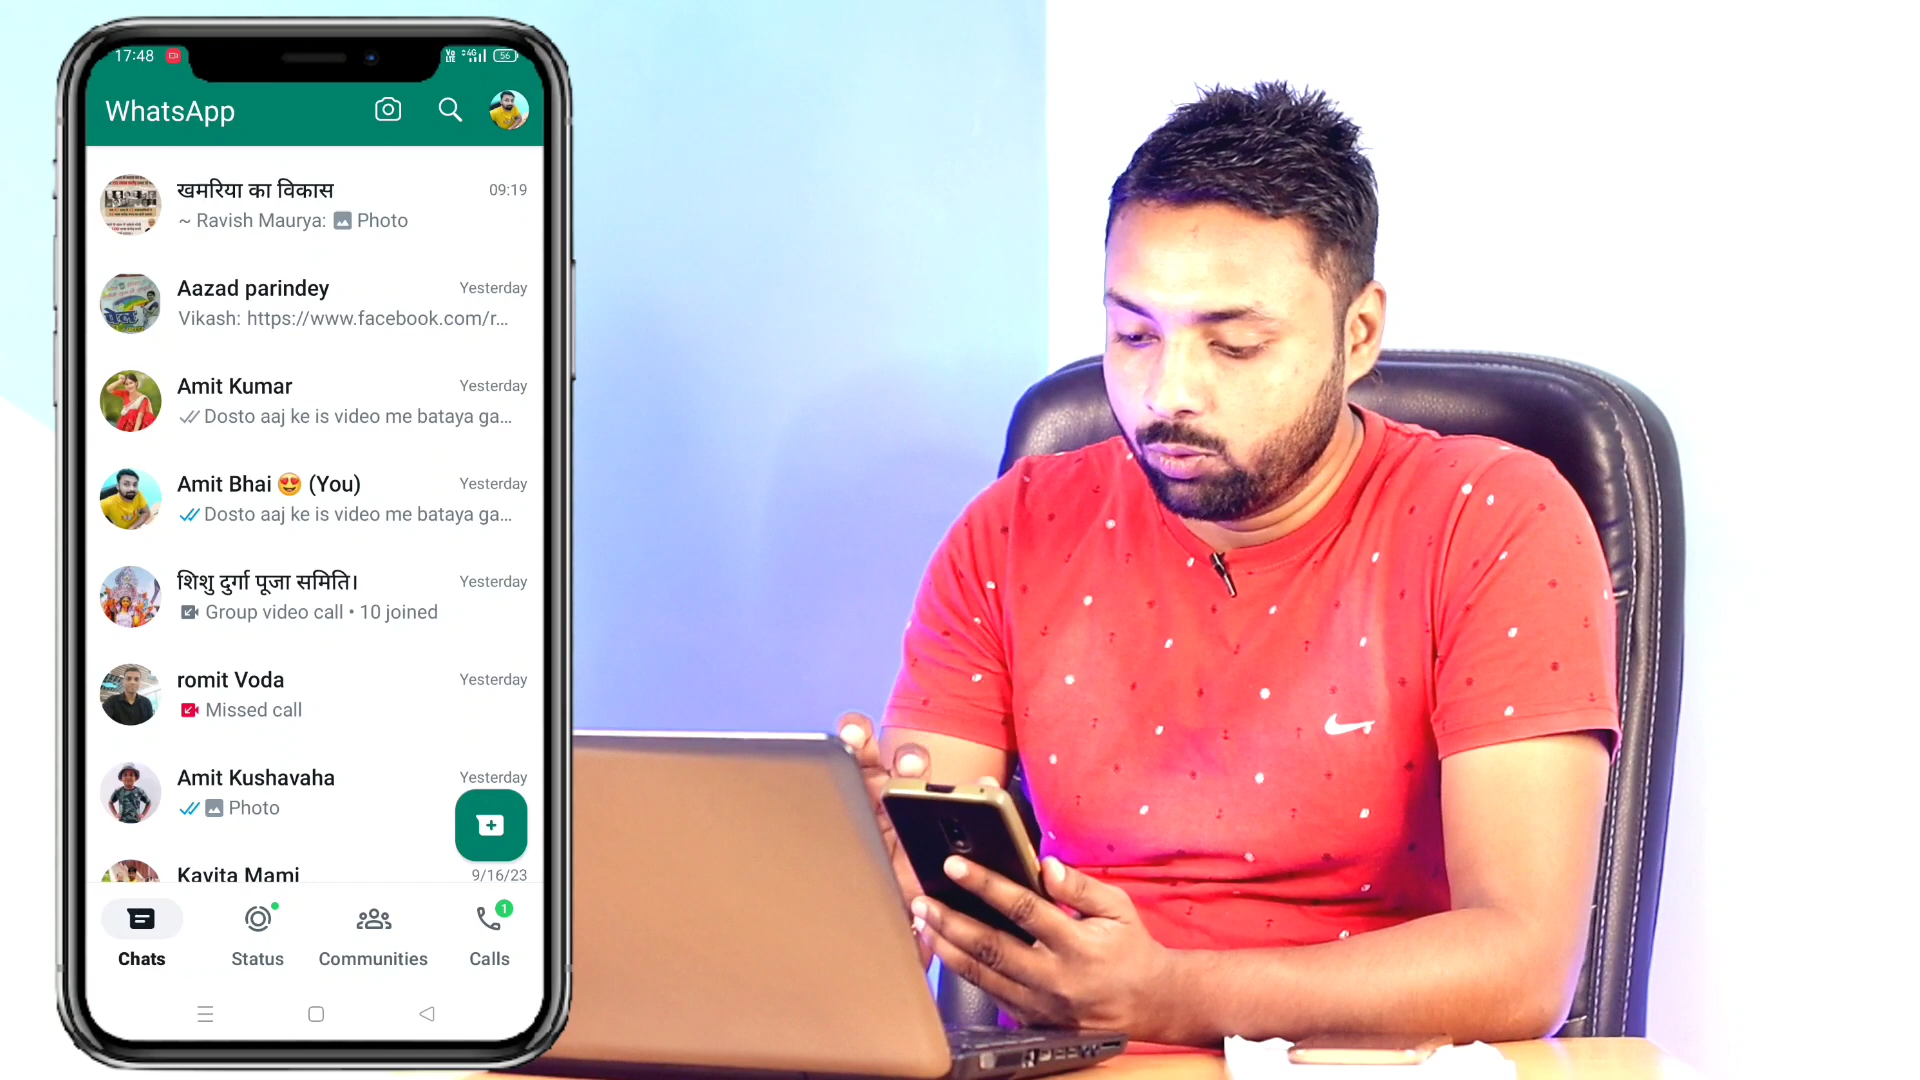 17:48
4G
56
WhatsApp
खमरिया का विकास
09:19
~ Ravish Maurya: Photo
Aazad parindey
Yesterday
Vikash: https://www.facebook.com/r...
Amit Kumar
Yesterday
Dosto aaj ke is video me bataya ga...
Amit Bhai 😍 (You)
Yesterday
Dosto aaj ke is video me bataya ga...
शिशु दुर्गा पूजा समिति।
Yesterday
Group video call • 10 joined
romit Voda
Yesterday
Missed call
Amit Kushavaha
Yesterday
Photo
Kavita Mami
9/16/23
1
Chats
Status
Communities
Calls